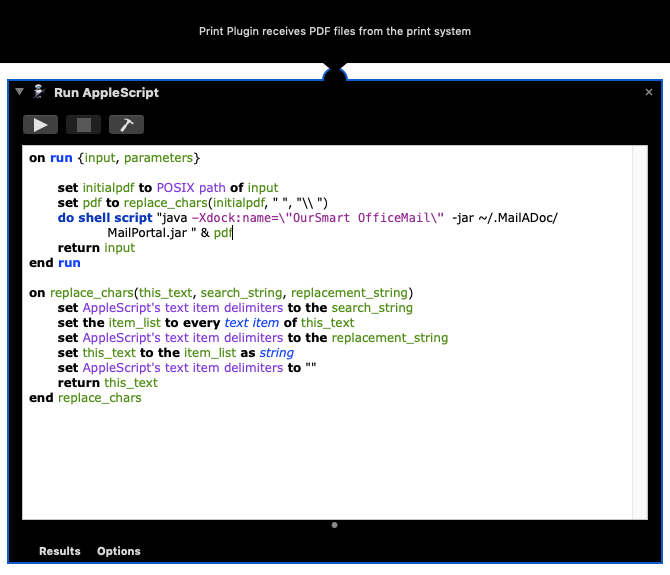 Print Plugin receives PDF files from the print system
Run AppleScript
on run {input, parameters}
set initialpdf to POSIX path of input
set pdf to replace_chars(initialpdf, " ", "\\ ")
do shell script "java -Xdock:name=\"OurSmart OfficeMail\" -jar ~/.MailADoc/
MailPortal.jar " & pdf
return input
end run
on replace_chars(this_text, search_string, replacement_string)
set AppleScript's text item delimiters to the search_string
set the item_list to every text item of this_text
set AppleScript's text item delimiters to the replacement_string
set this_text to the item_list as string
set AppleScript's text item delimiters to ""
return this_text
end replace_chars
Results Options